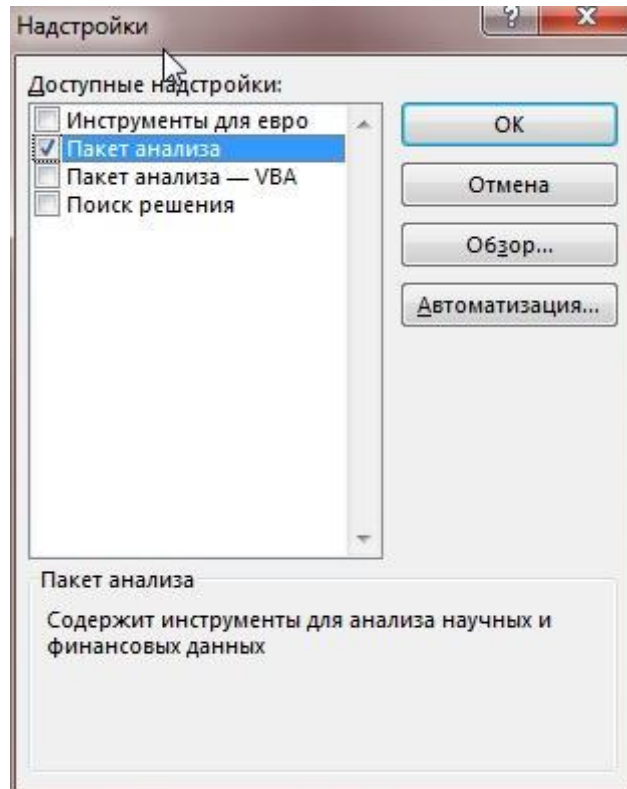 Надстройки
Доступные надстройки:
Инструменты для евро
Пакет анализа
Пакет анализа — VBA
Поиск решения
ОК
Отмена
Обзор...
Автоматизация...
Пакет анализа
Содержит инструменты для анализа научных и
финансовых данных